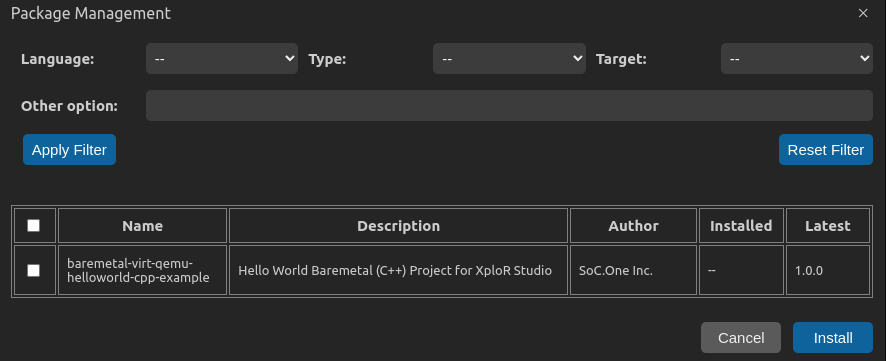 Package Management ×
Language: -- Type: -- Target: --
Other option:
Apply Filter Reset Filter
Name Description Author Installed Latest
baremetal-virt-qemu-
helloworld-cpp-example Hello World Baremetal (C++) Project for XploR Studio SoC.One Inc. -- 1.0.0
Cancel Install